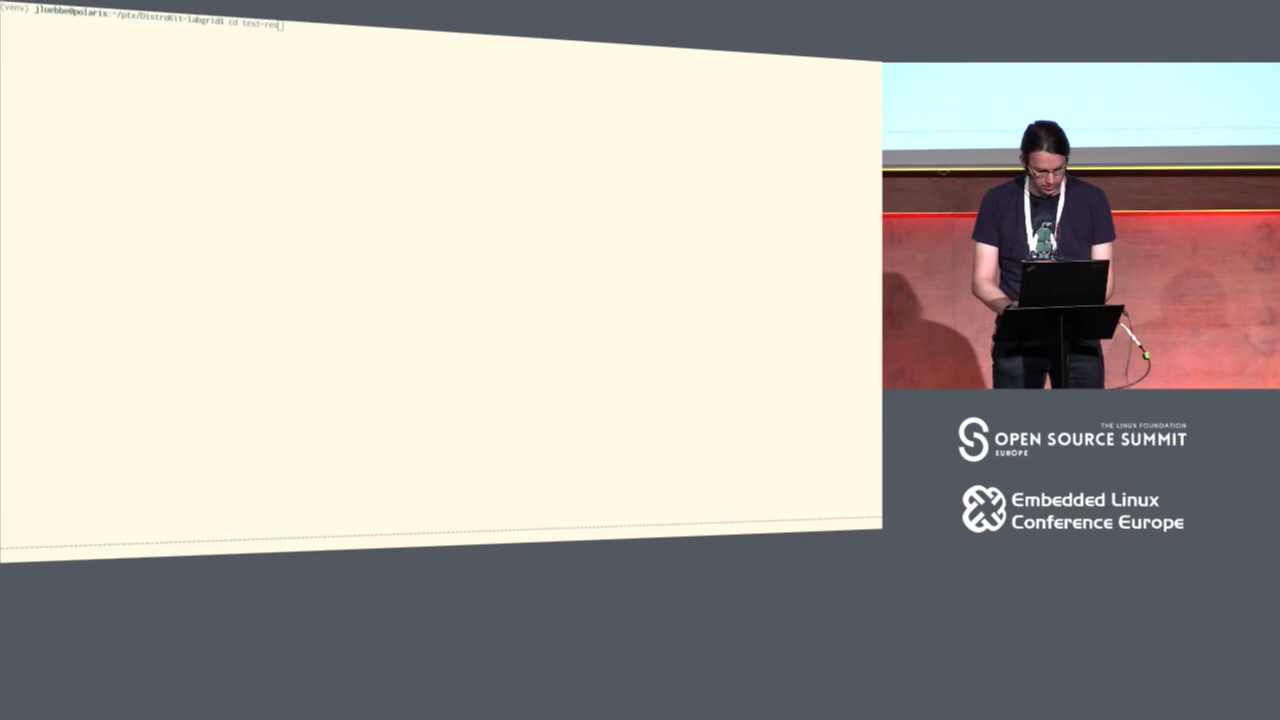 (venv) jluebbe@polaris:~/ptx/DistroKit-labgrid$ cd test-res
THE LINUX FOUNDATION
OPEN SOURCE SUMMIT
EUROPE
Embedded Linux
Conference Europe